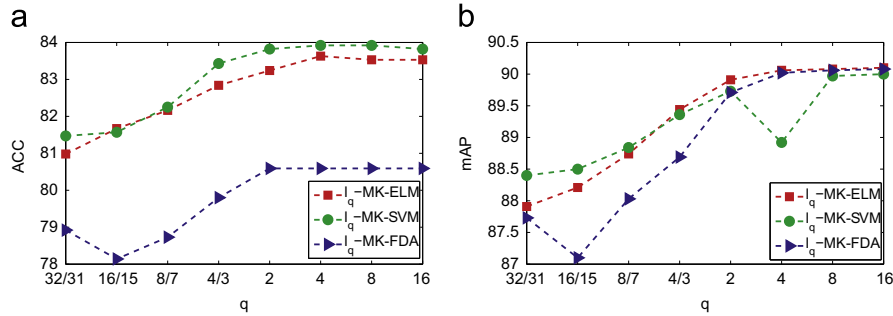 a
84
83
82
81
80
79
78
ACC
32/31 16/15 8/7 4/3 2 4 8 16
q
l_q−MK-ELM
l_q−MK-SVM
l_q−MK-FDA
b
90.5
90
89.5
89
88.5
88
87.5
87
mAP
32/31 16/15 8/7 4/3 2 4 8 16
q
l_q−MK-ELM
l_q−MK-SVM
l_q−MK-FDA